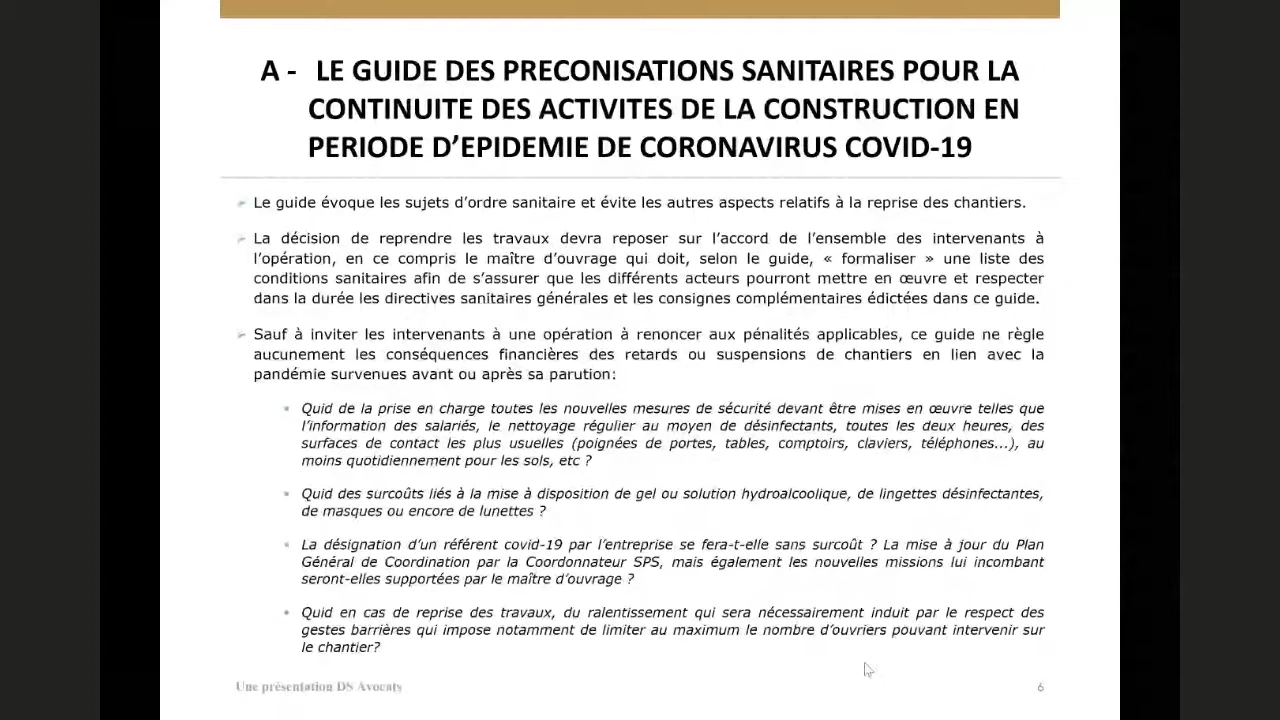 A - LE GUIDE DES PRECONISATIONS SANITAIRES POUR LA
CONTINUITE DES ACTIVITES DE LA CONSTRUCTION EN
PERIODE D’EPIDEMIE DE CORONAVIRUS COVID-19
Le guide évoque les sujets d’ordre sanitaire et évite les autres aspects relatifs à la reprise des chantiers.
La décision de reprendre les travaux devra reposer sur l’accord de l’ensemble des intervenants à
l’opération, en ce compris le maître d’ouvrage qui doit, selon le guide, « formaliser » une liste des
conditions sanitaires afin de s’assurer que les différents acteurs pourront mettre en œuvre et respecter
dans la durée les directives sanitaires générales et les consignes complémentaires édictées dans ce guide.
Sauf à inviter les intervenants à une opération à renoncer aux pénalités applicables, ce guide ne règle
aucunement les conséquences financières des retards ou suspensions de chantiers en lien avec la
pandémie survenues avant ou après sa parution:
Quid de la prise en charge toutes les nouvelles mesures de sécurité devant être mises en œuvre telles que
l’information des salariés, le nettoyage régulier au moyen de désinfectants, toutes les deux heures, des
surfaces de contact les plus usuelles (poignées de portes, tables, comptoirs, claviers, téléphones...), au
moins quotidiennement pour les sols, etc ?
Quid des surcoûts liés à la mise à disposition de gel ou solution hydroalcoolique, de lingettes désinfectantes,
de masques ou encore de lunettes ?
La désignation d’un référent covid-19 par l’entreprise se fera-t-elle sans surcoût ? La mise à jour du Plan
Général de Coordination par la Coordonnateur SPS, mais également les nouvelles missions lui incombant
seront-elles supportées par le maître d’ouvrage ?
Quid en cas de reprise des travaux, du ralentissement qui sera nécessairement induit par le respect des
gestes barrières qui impose notamment de limiter au maximum le nombre d’ouvriers pouvant intervenir sur
le chantier?
Une présentation DS Avocats
6